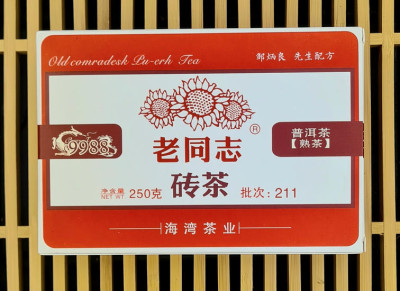 Old comradesk Pu-erh Tea
邹炳良 先生配方
®
老同志
9988
普洱茶
【熟茶】
砖茶
净含量
NET WT
250克
批次：211
海湾茶业